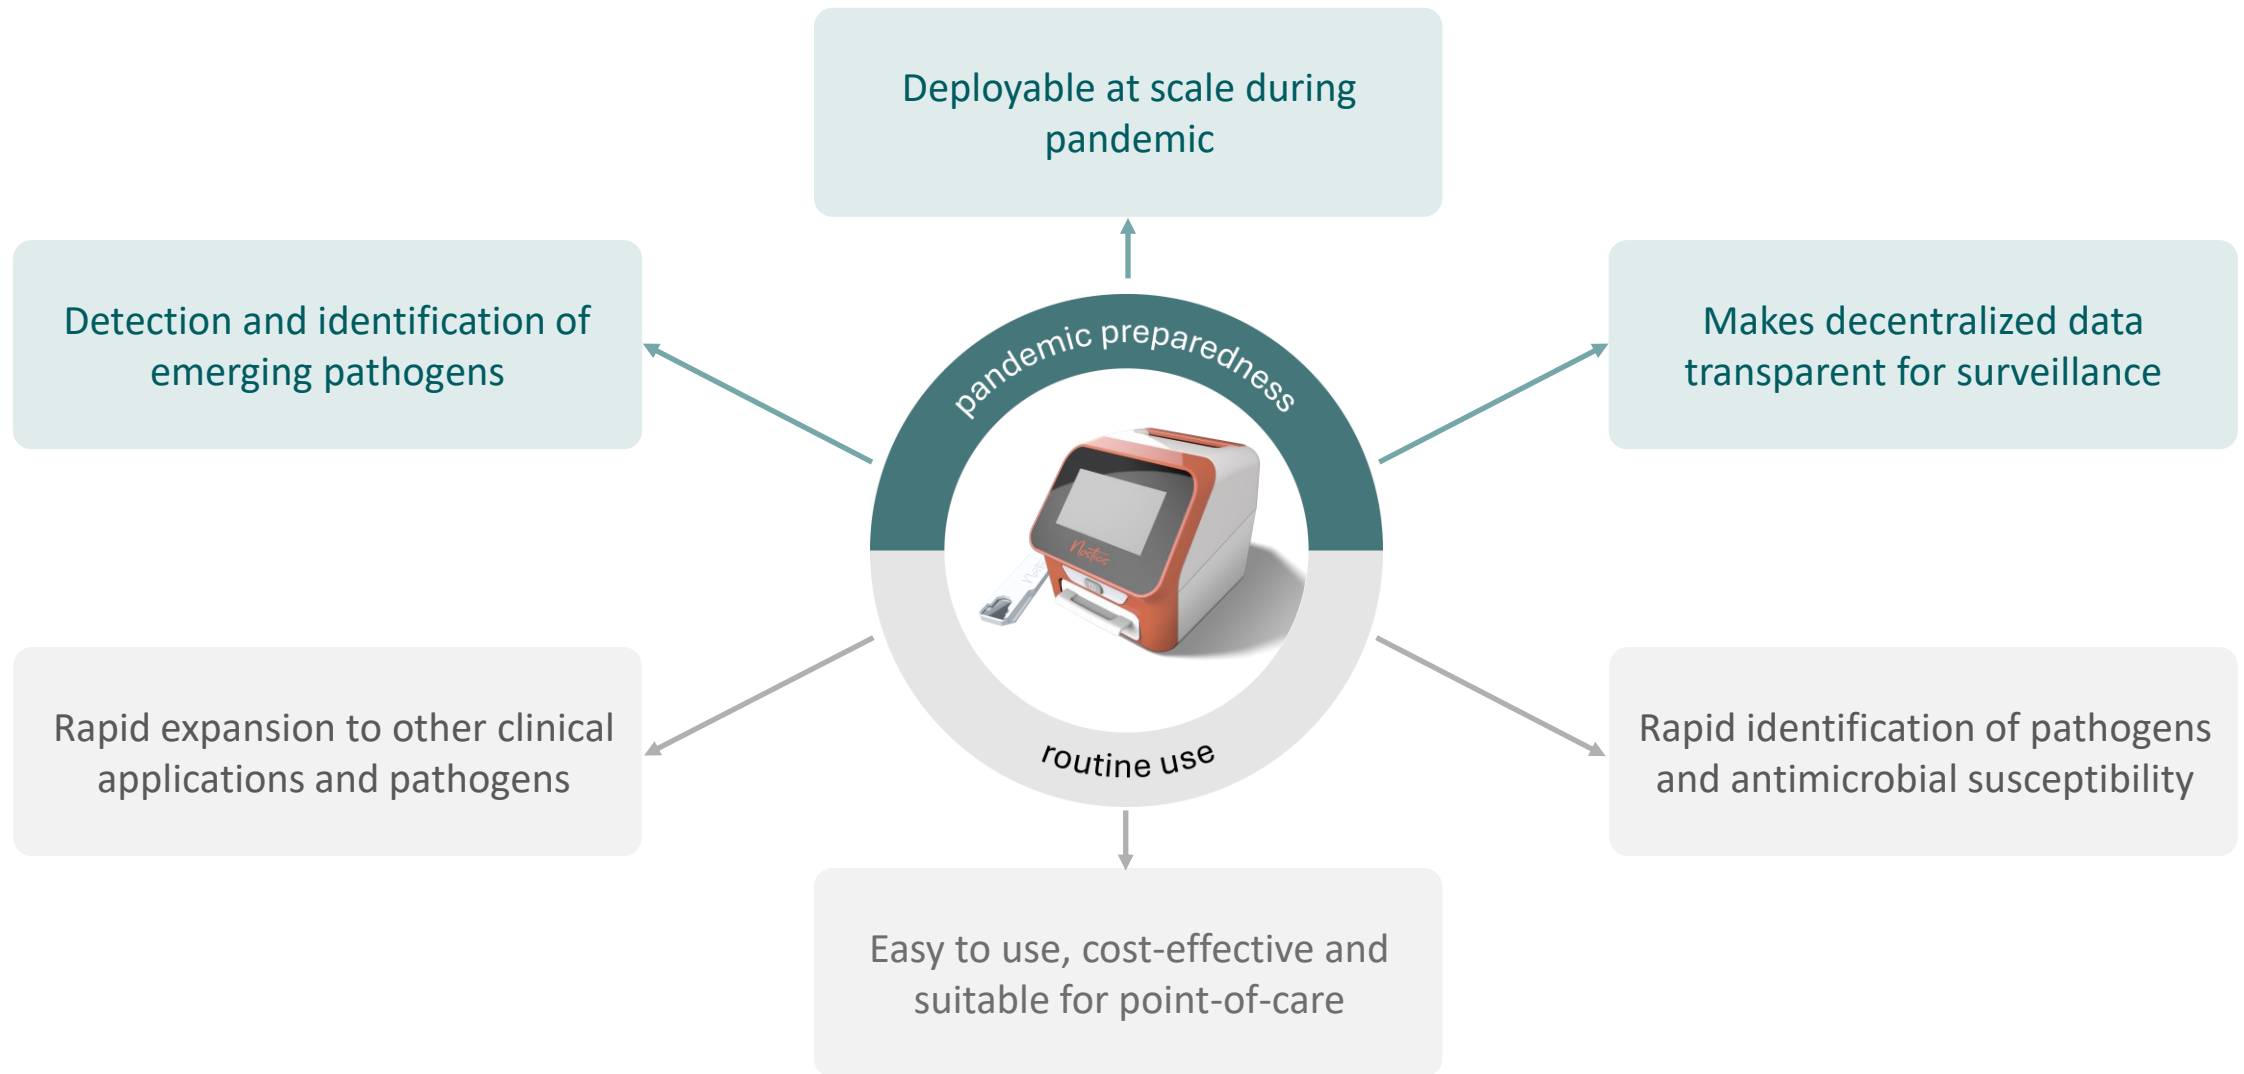 Deployable at scale during
pandemic
Detection and identification of
emerging pathogens
Makes decentralized data
transparent for surveillance
pandemic preparedness
Nostics
routine use
Rapid expansion to other clinical
applications and pathogens
Rapid identification of pathogens
and antimicrobial susceptibility
Easy to use, cost-effective and
suitable for point-of-care